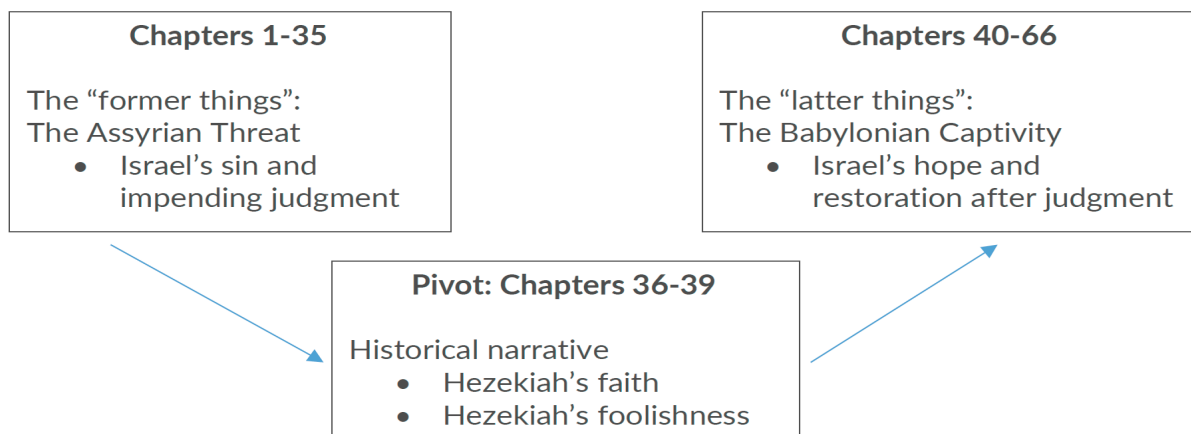 Chapters 1-35
The “former things”:
The Assyrian Threat
• Israel’s sin and
impending judgment
Pivot: Chapters 36-39
Historical narrative
• Hezekiah’s faith
• Hezekiah’s foolishness
Chapters 40-66
The “latter things”:
The Babylonian Captivity
• Israel’s hope and
restoration after judgment